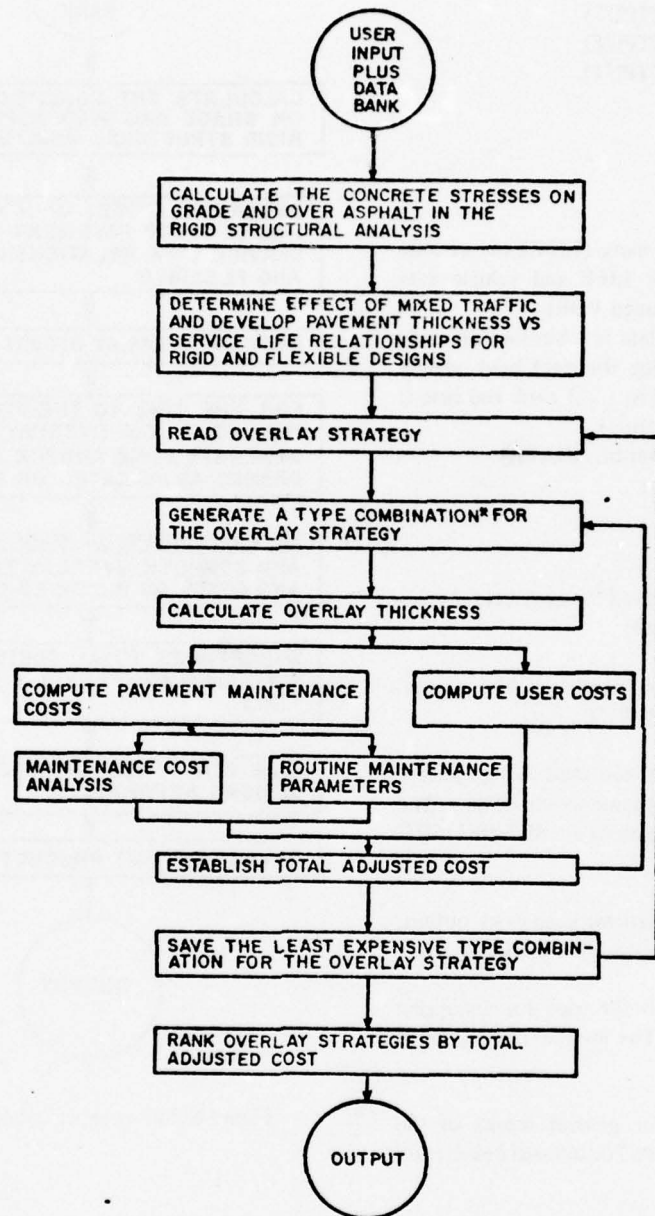 USER
INPUT
PLUS
DATA
BANK
CALCULATE THE CONCRETE STRESSES ON
GRADE AND OVER ASPHALT IN THE
RIGID STRUCTURAL ANALYSIS
DETERMINE EFFECT OF MIXED TRAFFIC
AND DEVELOP PAVEMENT THICKNESS VS
SERVICE LIFE RELATIONSHIPS FOR
RIGID AND FLEXIBLE DESIGNS
READ OVERLAY STRATEGY
GENERATE A TYPE COMBINATION* FOR
THE OVERLAY STRATEGY
CALCULATE OVERLAY THICKNESS
COMPUTE PAVEMENT MAINTENANCE
COSTS
COMPUTE USER COSTS
MAINTENANCE COST
ANALYSIS
ROUTINE MAINTENANCE
PARAMETERS
ESTABLISH TOTAL ADJUSTED COST
SAVE THE LEAST EXPENSIVE TYPE COMBIN-
ATION FOR THE OVERLAY STRATEGY
RANK OVERLAY STRATEGIES BY TOTAL
ADJUSTED COST
OUTPUT